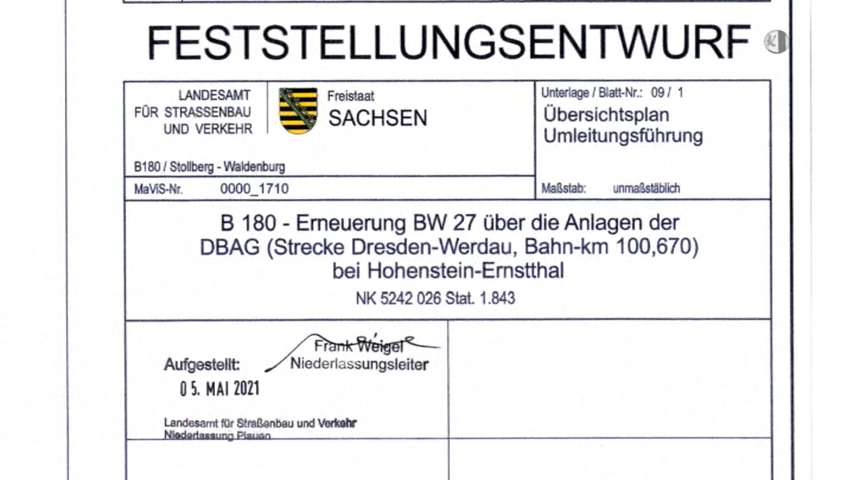 FESTSTELLUNGSENTWURF
LANDESAMT
FÜR STRASSENBAU
UND VERKEHR
Freistaat
SACHSEN
Unterlage / Blatt-Nr.: 09 / 1
Übersichtsplan
Umleitungsführung
B180 / Stollberg - Waldenburg
MaViS-Nr. 0000_1710
Maßstab: unmaßstäblich
B 180 - Erneuerung BW 27 über die Anlagen der
DBAG (Strecke Dresden-Werdau, Bahn-km 100,670)
bei Hohenstein-Ernstthal
NK 5242 026 Stat. 1.843
Frank Weigel
Aufgestellt: Niederlassungsleiter
05. MAI 2021
Landesamt für Straßenbau und Verkehr
Niederlassung Plauen